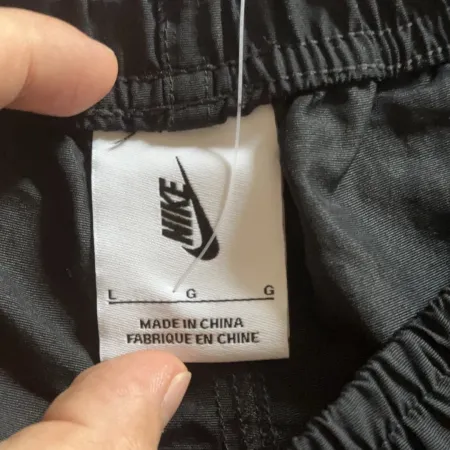 NIKE
L G G
MADE IN CHINA
FABRIQUE EN CHINE